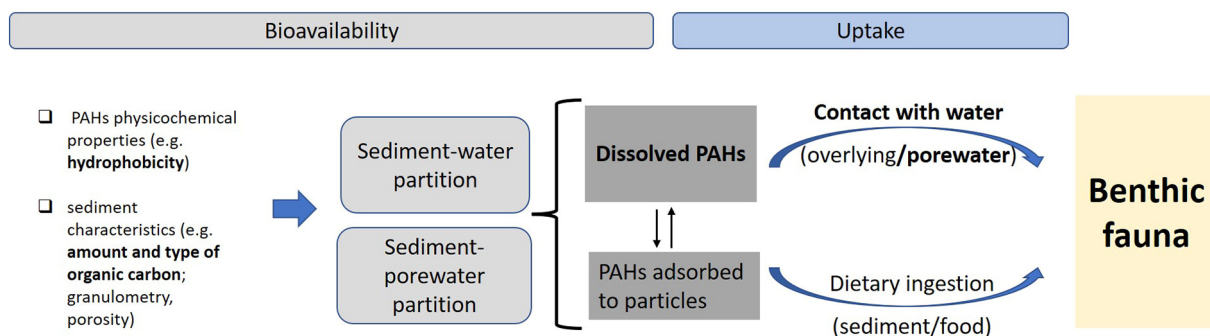 Bioavailability
Uptake
PAHs physicochemical
properties (e.g.
hydrophobicity)
sediment
characteristics (e.g.
amount and type of
organic carbon;
granulometry,
porosity)
Sediment-water
partition
Sediment-
porewater
partition
Dissolved PAHs
PAHs adsorbed
to particles
Contact with water
(overlying/porewater)
Dietary ingestion
(sediment/food)
Benthic
fauna